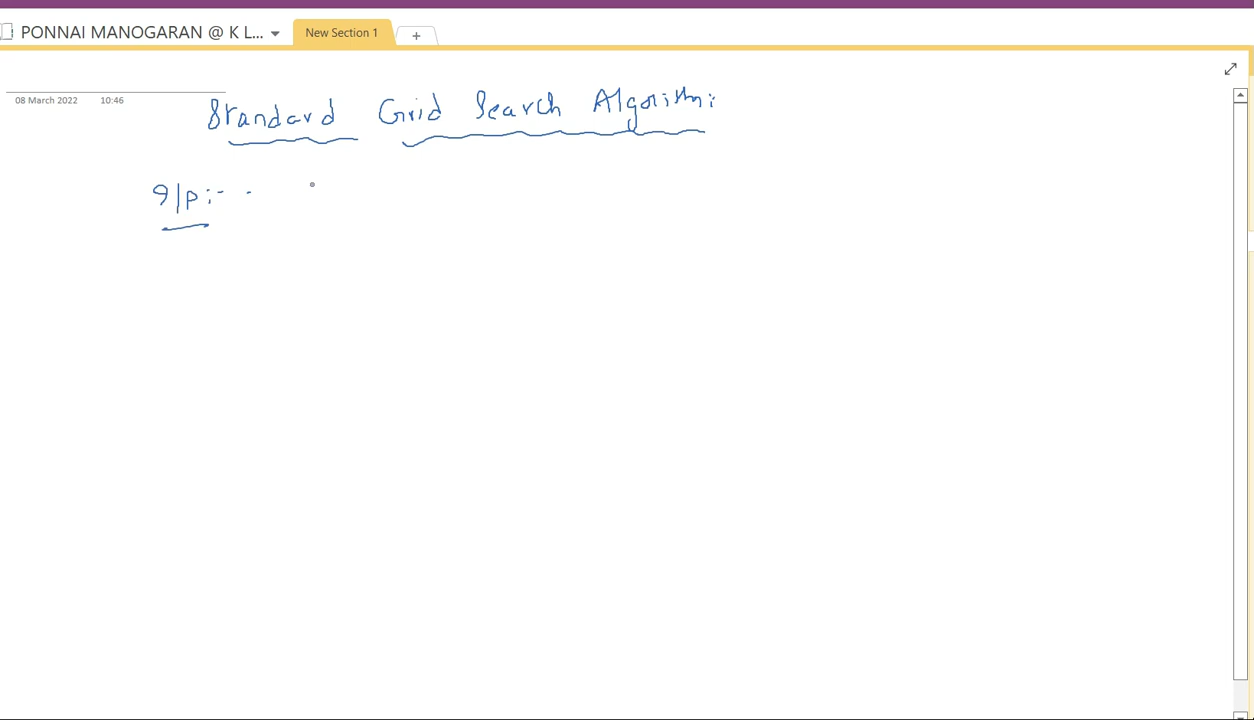 PONNAI MANOGARAN @ K L...
New Section 1
+
08 March 2022 10:46
Standard Grid Search Algorithm:
I/p:-